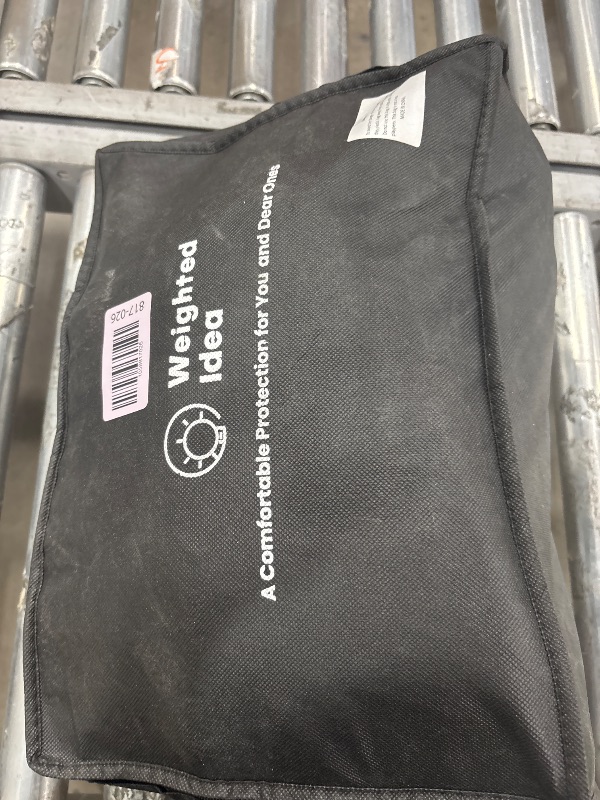 Weighted
Idea
A Comfortable Protection for You and Dear Ones
817-026